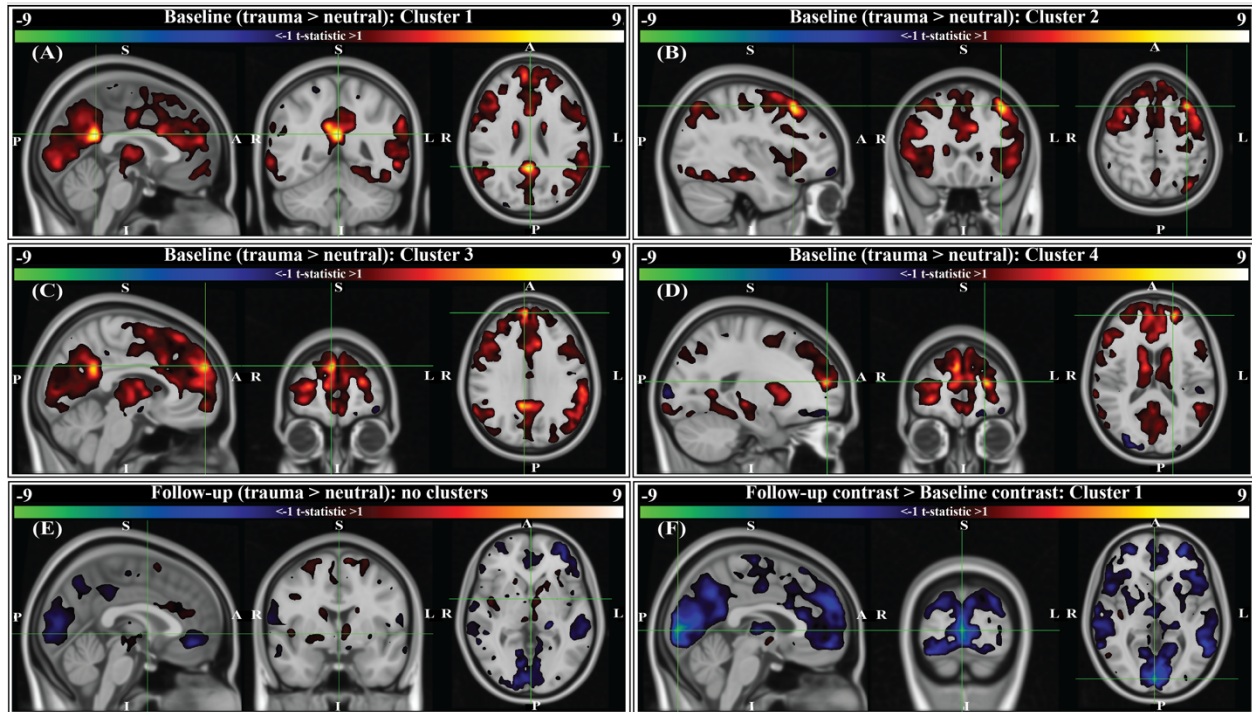 Baseline (trauma > neutral): Cluster 1
-9 9
<-1 t-statistic >1
(A) S S A
P A R L R L
I I P
Baseline (trauma > neutral): Cluster 2
-9 9
<-1 t-statistic >1
(B) S S A
P A R L R L
I I P
Baseline (trauma > neutral): Cluster 3
-9 9
<-1 t-statistic >1
(C) S S A
P A R L R L
I I P
Baseline (trauma > neutral): Cluster 4
-9 9
<-1 t-statistic >1
(D) S S A
P A R L R L
I I P
Follow-up (trauma > neutral): no clusters
-9 9
<-1 t-statistic >1
(E) S S A
P A R L R L
I I P
Follow-up contrast > Baseline contrast: Cluster 1
-9 9
<-1 t-statistic >1
(F) S S A
P A R L R L
I I P